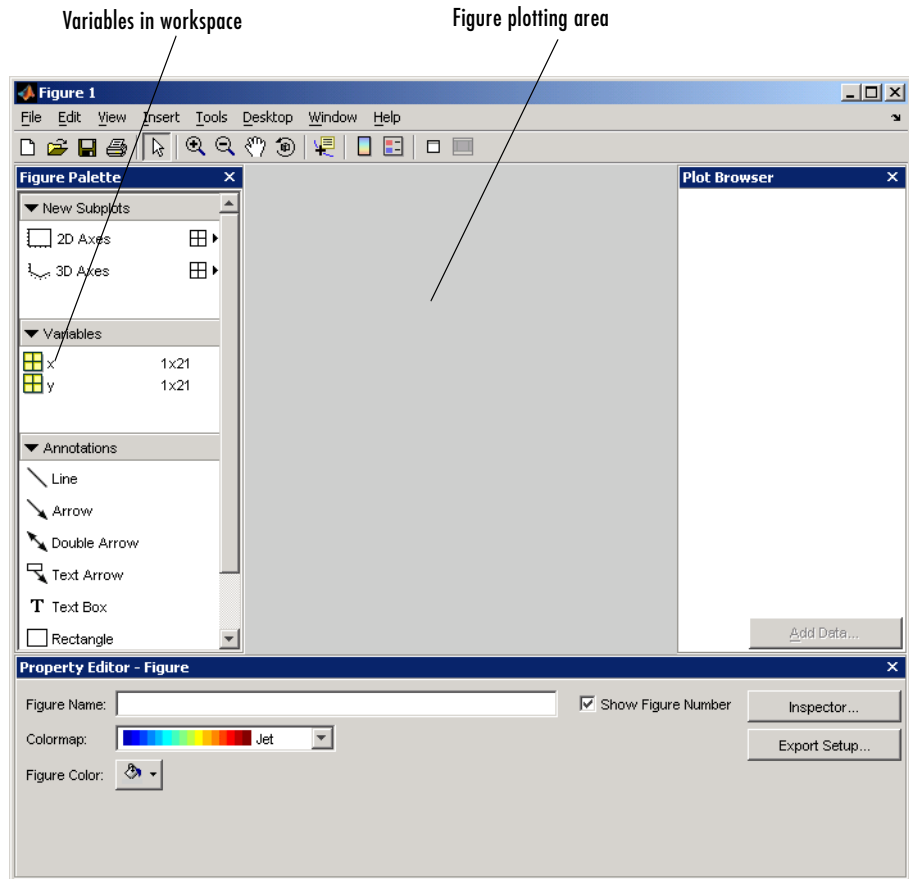 Variables in workspace
Figure plotting area
Figure 1
File Edit View Insert Tools Desktop Window Help
Figure Palette
Plot Browser
New Subplots
2D Axes
3D Axes
Variables
x 1x21
y 1x21
Annotations
Line
Arrow
Double Arrow
Text Arrow
T Text Box
Rectangle
Add Data...
Property Editor - Figure
Figure Name:
Show Figure Number
Inspector...
Colormap:
Jet
Export Setup...
Figure Color: